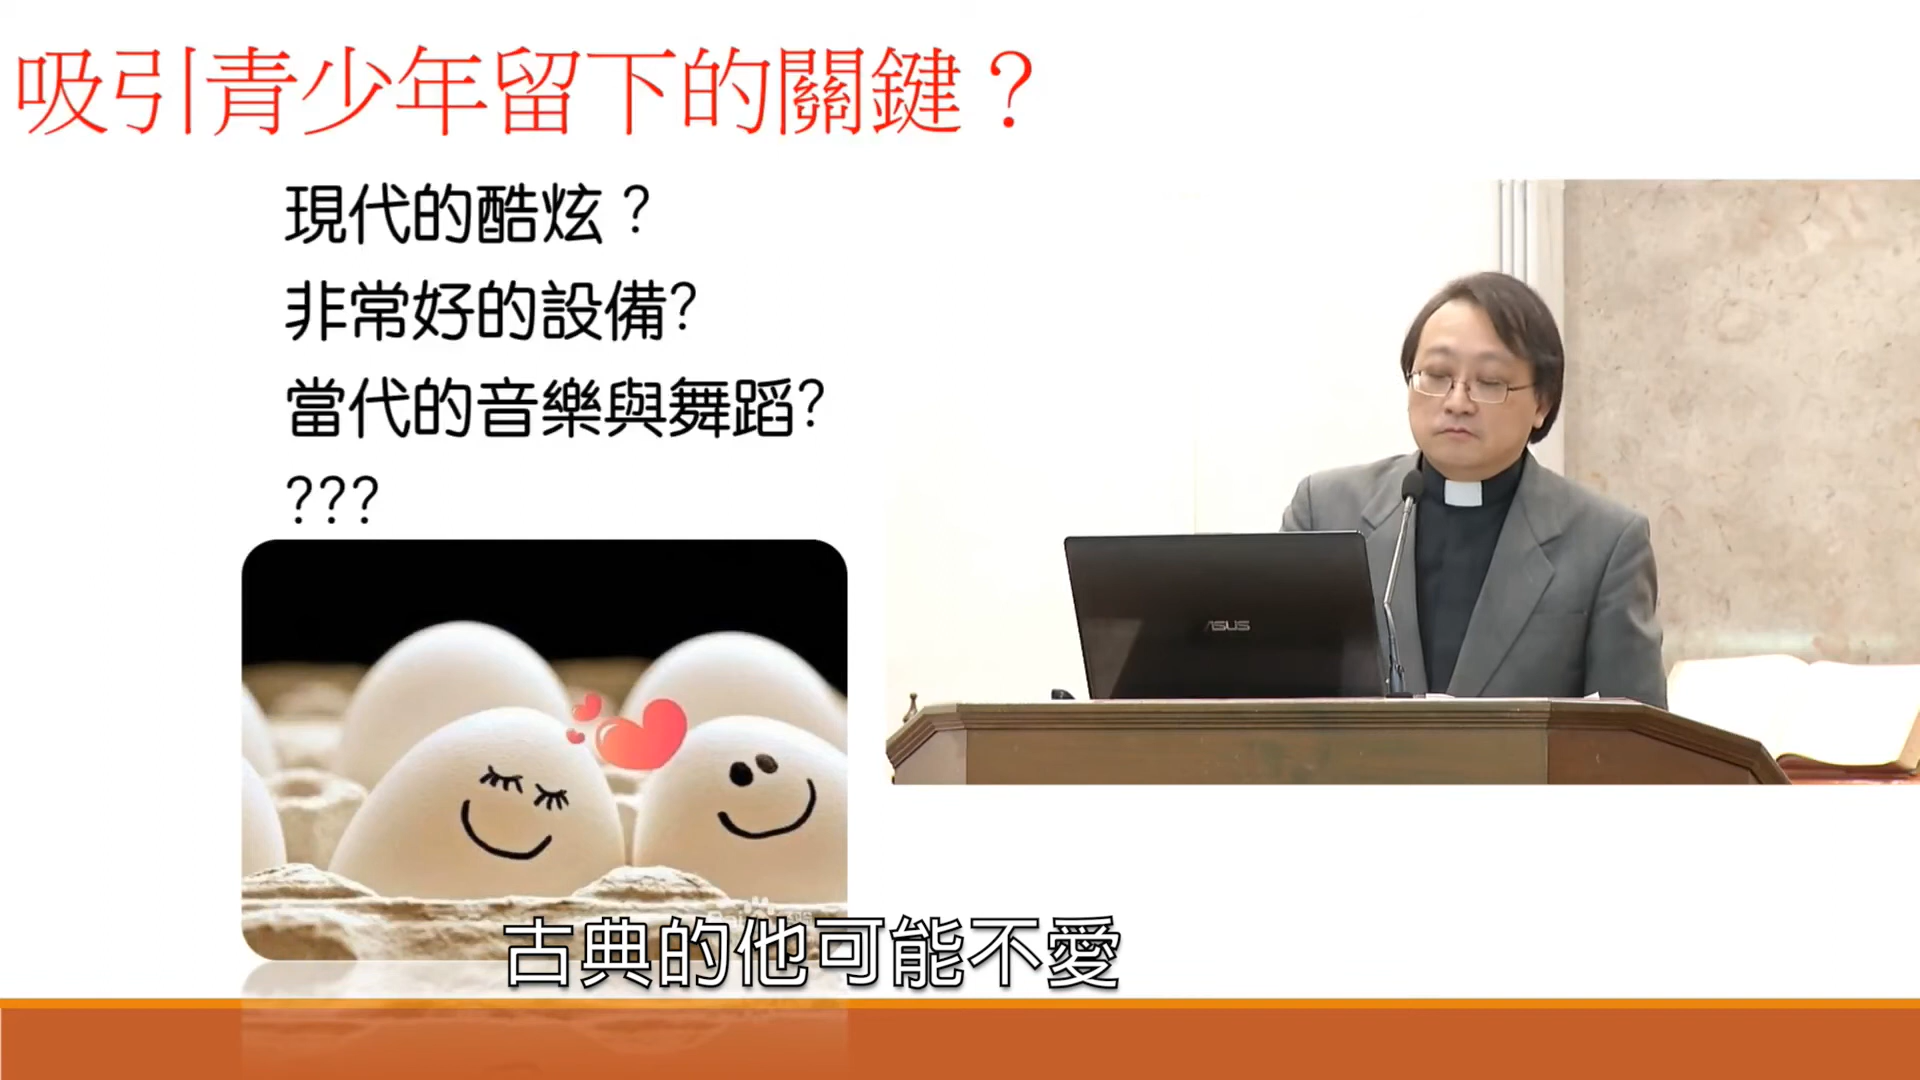 吸引青少年留下的關鍵？
現代的酷炫？
非常好的設備?
當代的音樂與舞蹈?
???
ASUS
古典的他可能不愛